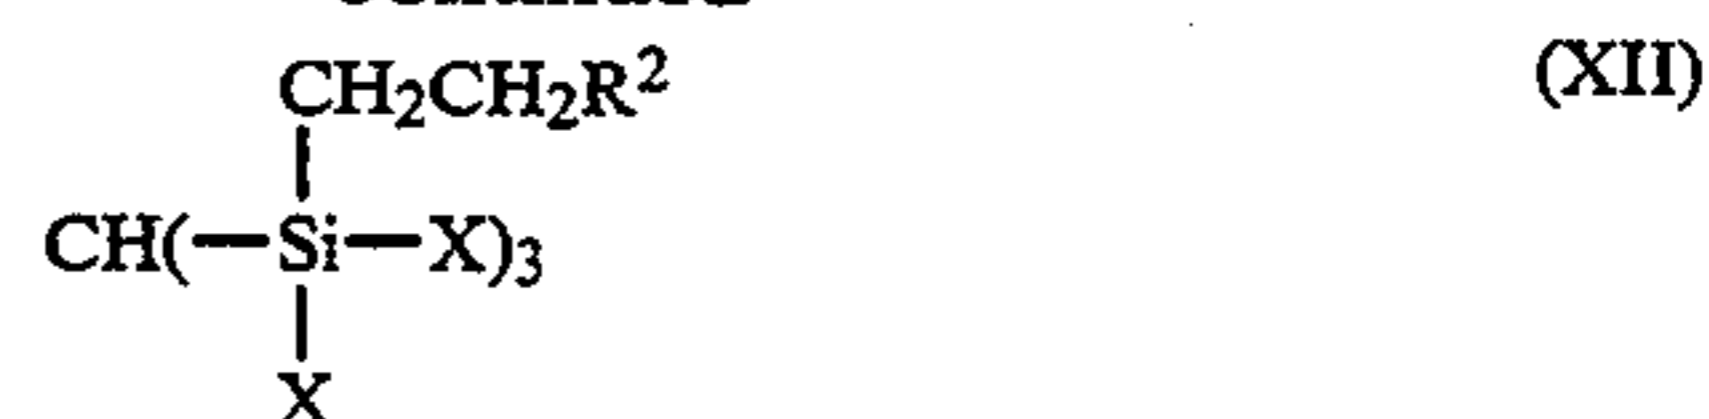 CH₂CH₂R² (XII)
CH(—Si—X)₃
X